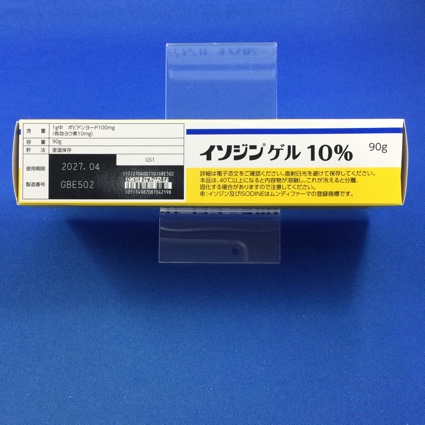 含 量 1g中 ポビドンヨード100mg
(有効ヨウ素10mg)
容 量 90g
貯 法 室温保存
使用期限 2027.04
製造番号 GBE502
GS1
イソジン®ゲル 10% 90g
詳細は電子添文をご確認ください。直射日光を避けて保存してください。
本品は、40℃以上になると内容物が溶融し、これが冷えると分離、
固化する場合がありますのでご注意ください。
®:イソジン及びISODINEはムンディファーマの登録商標です。